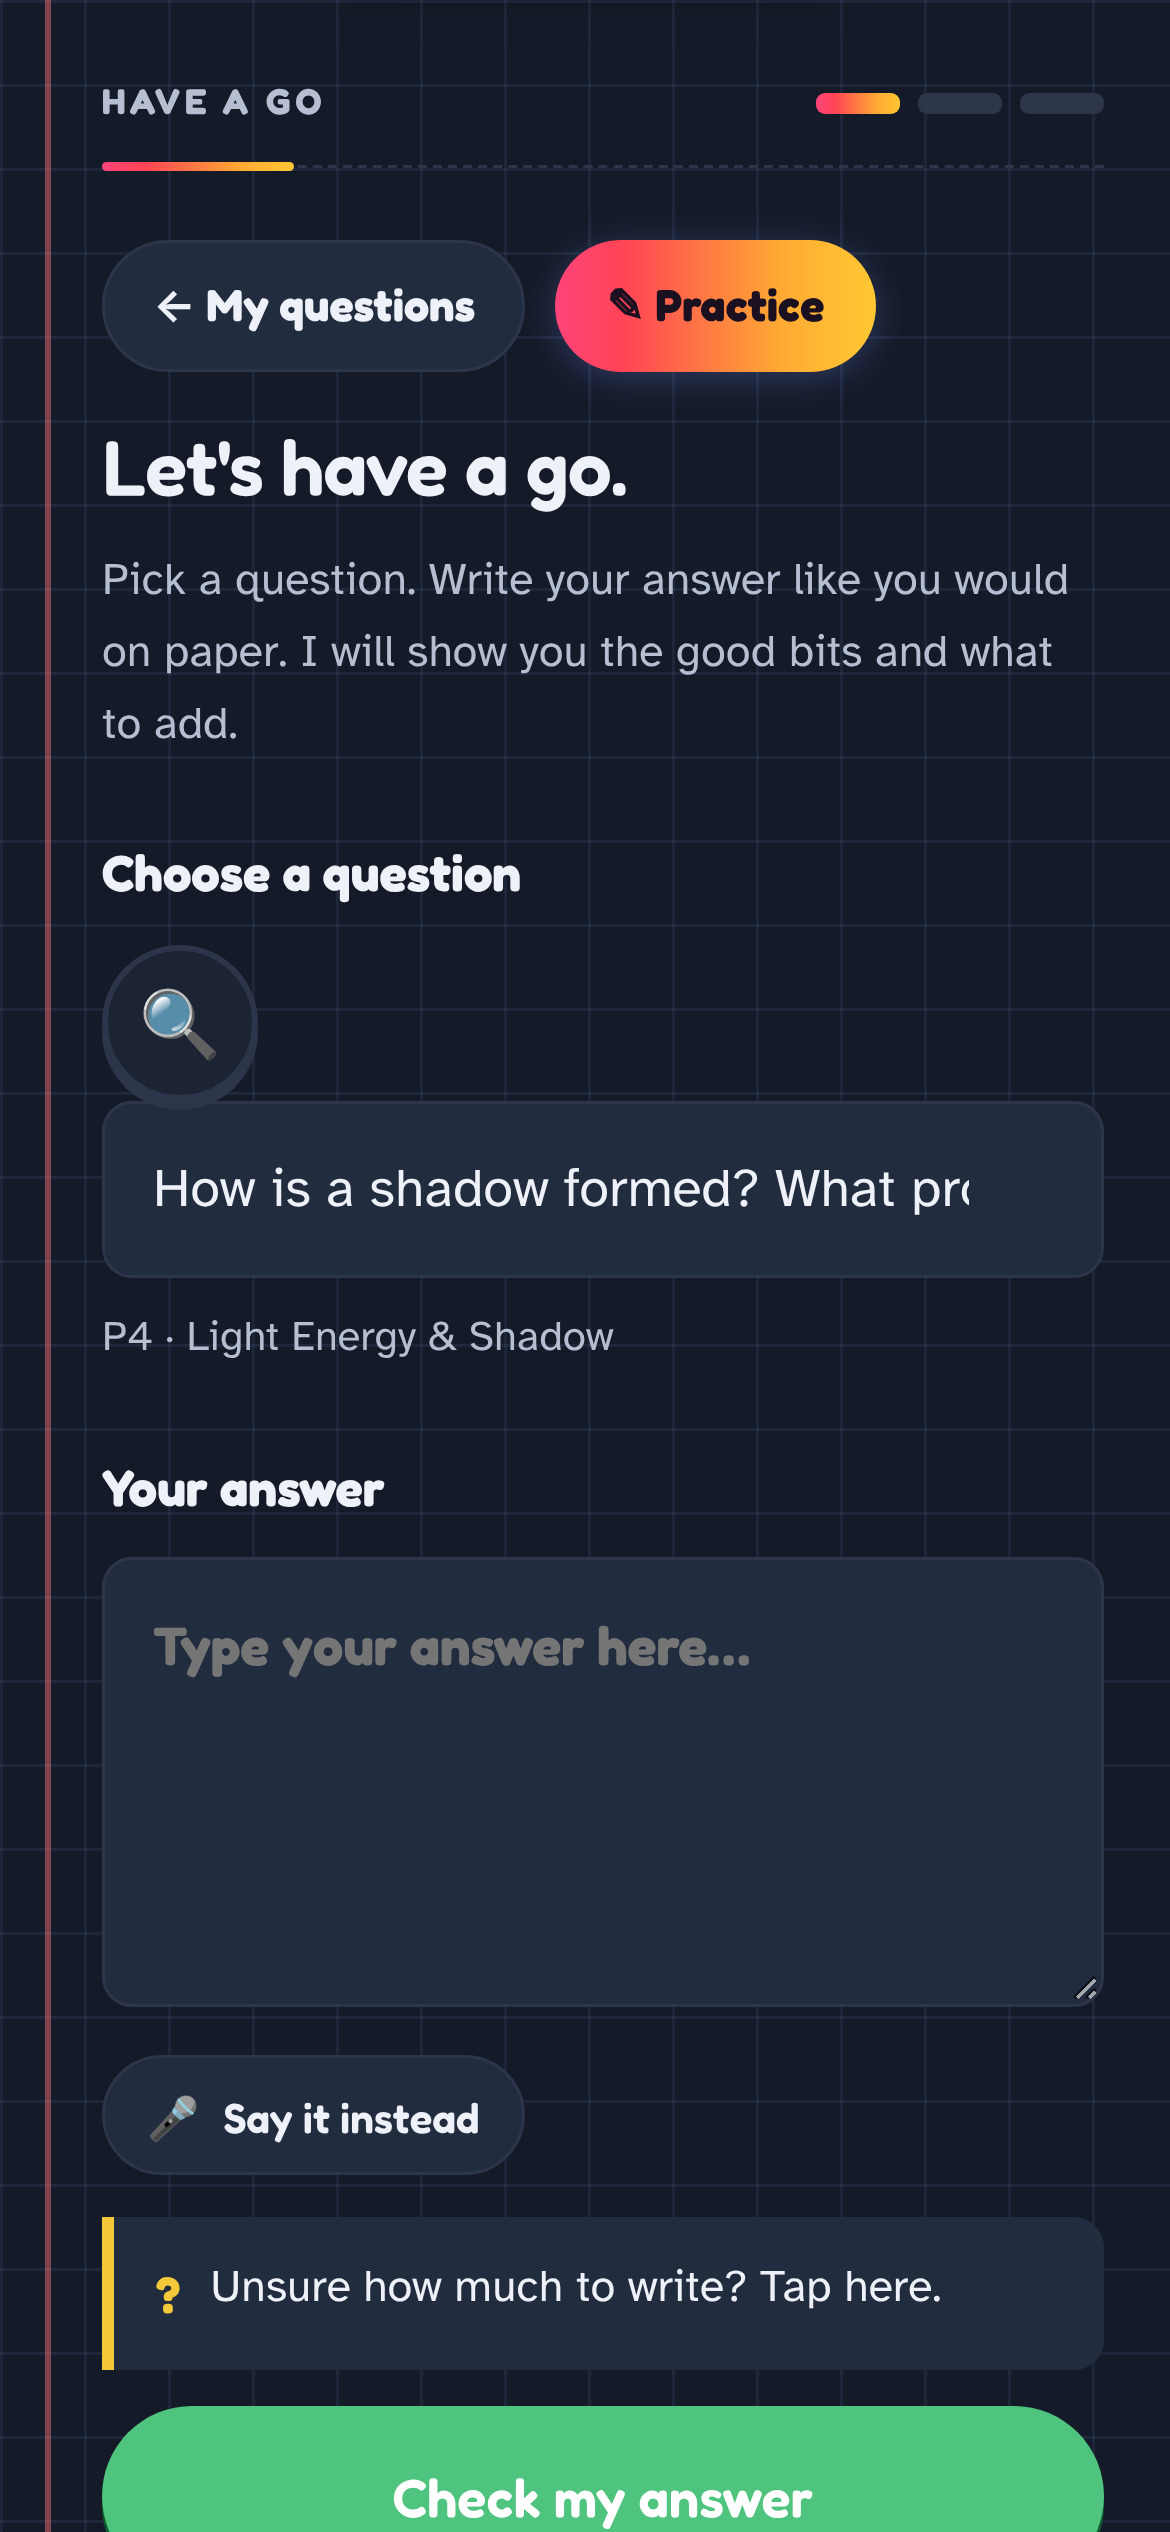 HAVE A GO
← My questions
✎ Practice
Let's have a go.
Pick a question. Write your answer like you would
on paper. I will show you the good bits and what
to add.
Choose a question
How is a shadow formed? What
P4 · Light Energy & Shadow
Your answer
Type your answer here...
Say it instead
? Unsure how much to write? Tap here.
Check my answer